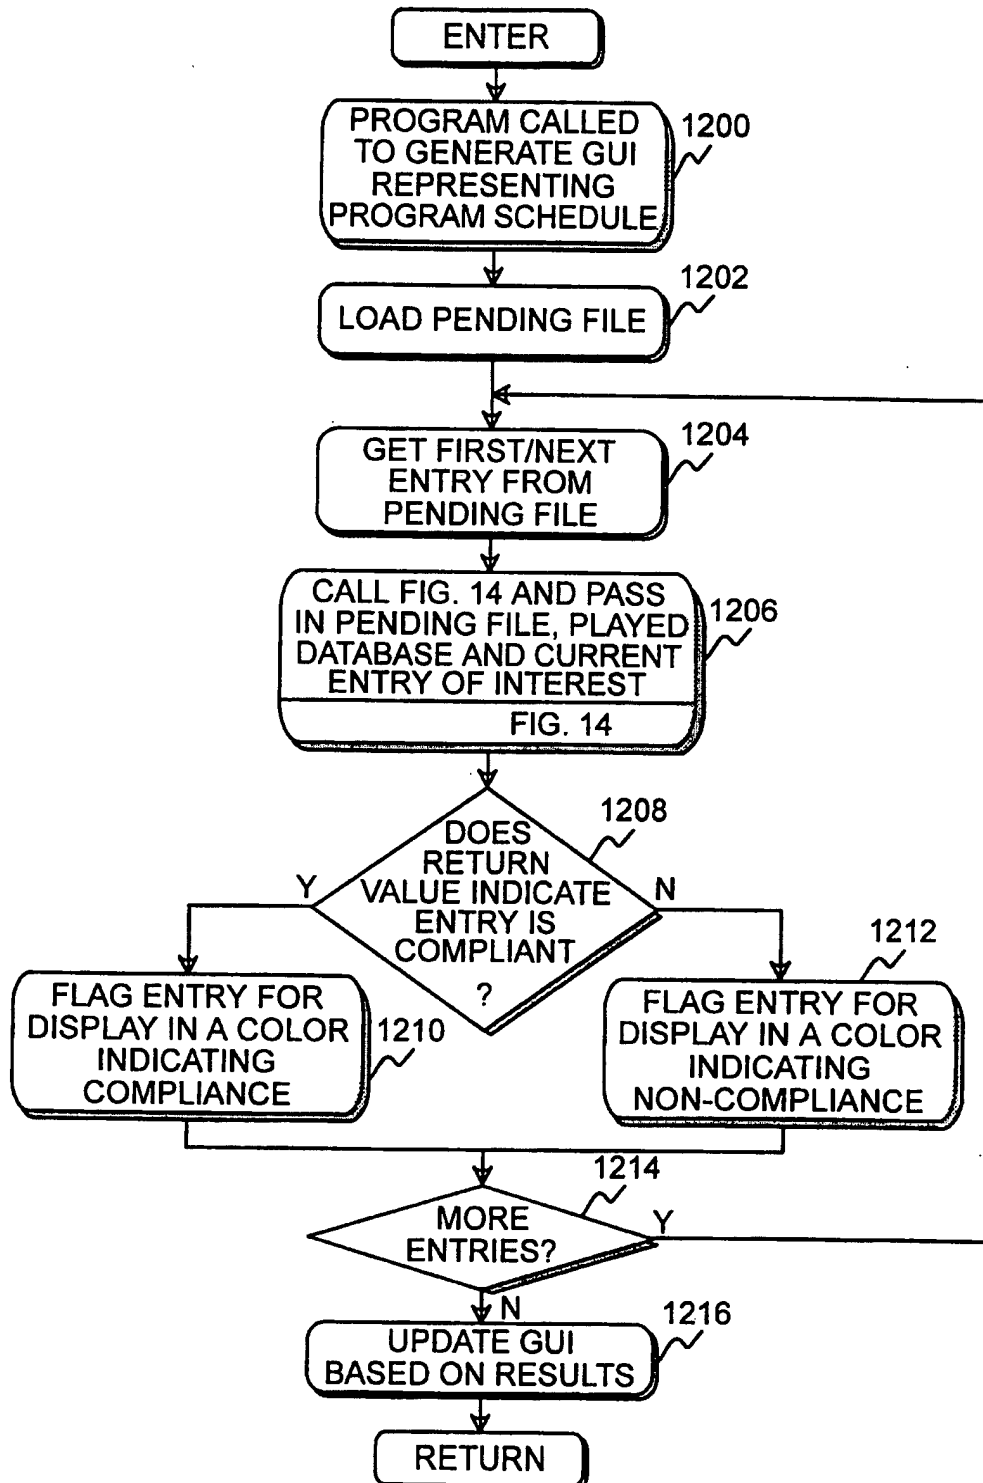 ENTER
PROGRAM CALLED
TO GENERATE GUI
REPRESENTING
PROGRAM SCHEDULE
1200
LOAD PENDING FILE
1202
GET FIRST/NEXT
ENTRY FROM
PENDING FILE
1204
CALL FIG. 14 AND PASS
IN PENDING FILE, PLAYED
DATABASE AND CURRENT
ENTRY OF INTEREST
FIG. 14
1206
DOES
RETURN
VALUE INDICATE
ENTRY IS
COMPLIANT
?
1208
Y
N
FLAG ENTRY FOR
DISPLAY IN A COLOR
INDICATING
COMPLIANCE
1210
FLAG ENTRY FOR
DISPLAY IN A COLOR
INDICATING
NON-COMPLIANCE
1212
MORE
ENTRIES?
1214
Y
N
UPDATE GUI
BASED ON RESULTS
1216
RETURN